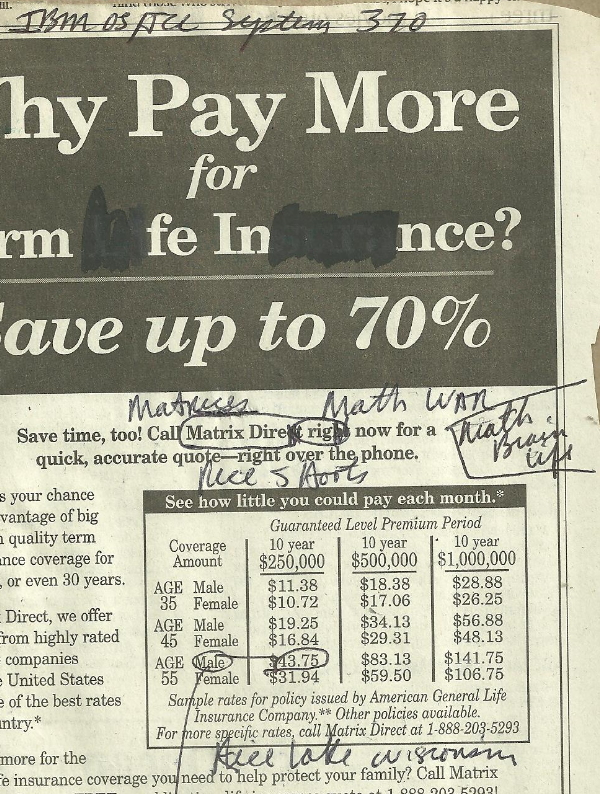 IBM OS ACE System 370
hy Pay More
for
rm fe In nce?
ave up to 70%
Matrices Math WAR
Save time, too! Call Matrix Direct right now for a
quick, accurate quote—right over the phone.
Math
Brain
Life
Rice 5 Hoots
s your chance
vantage of big
n quality term
nce coverage for
, or even 30 years.
Direct, we offer
from highly rated
companies
United States
e of the best rates
ntry.*
more for the
fe insurance coverage you need to help protect your family? Call Matrix
See how little you could pay each month.*
Guaranteed Level Premium Period
Coverage 10 year 10 year 10 year
Amount $250,000 $500,000 $1,000,000
AGE Male $11.38 $18.38 $28.88
35 Female $10.72 $17.06 $26.25
AGE Male $19.25 $34.13 $56.88
45 Female $16.84 $29.31 $48.13
AGE Male $43.75 $83.13 $141.75
55 Female $31.94 $59.50 $106.75
Sample rates for policy issued by American General Life
Insurance Company.** Other policies available.
For more specific rates, call Matrix Direct at 1-888-203-5293
Rice Lake Wisconsin